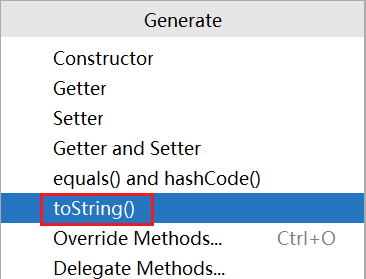 Generate
Constructor
Getter
Setter
Getter and Setter
equals() and hashCode()
toString()
Override Methods... Ctrl+O
Delegate Methods...